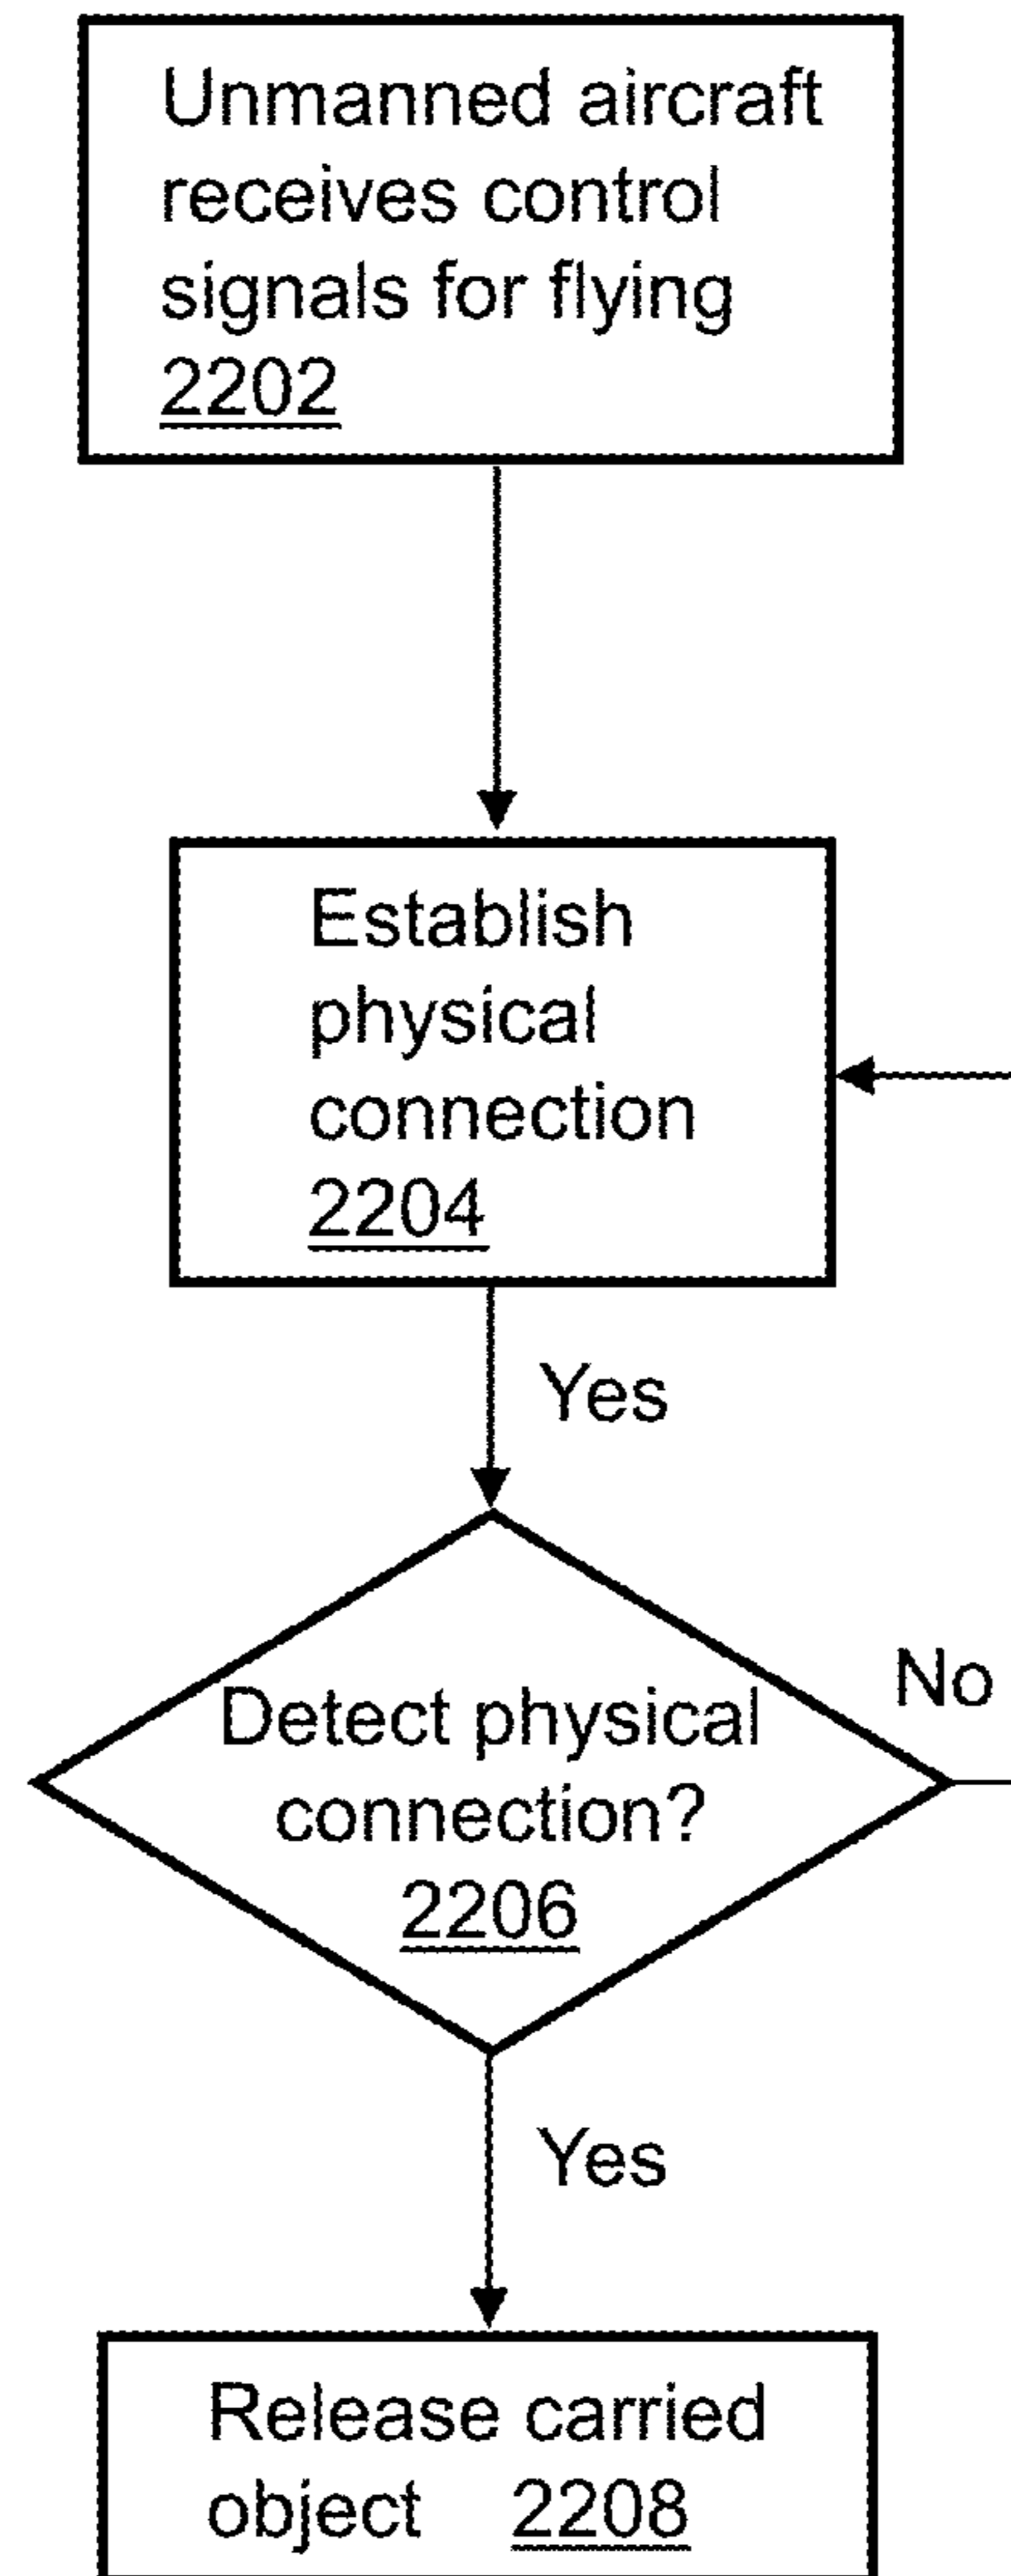 Unmanned aircraft
receives control
signals for flying
2202
Establish
physical
connection
2204
Yes
No
Detect physical
connection?
2206
Yes
Release carried
object 2208